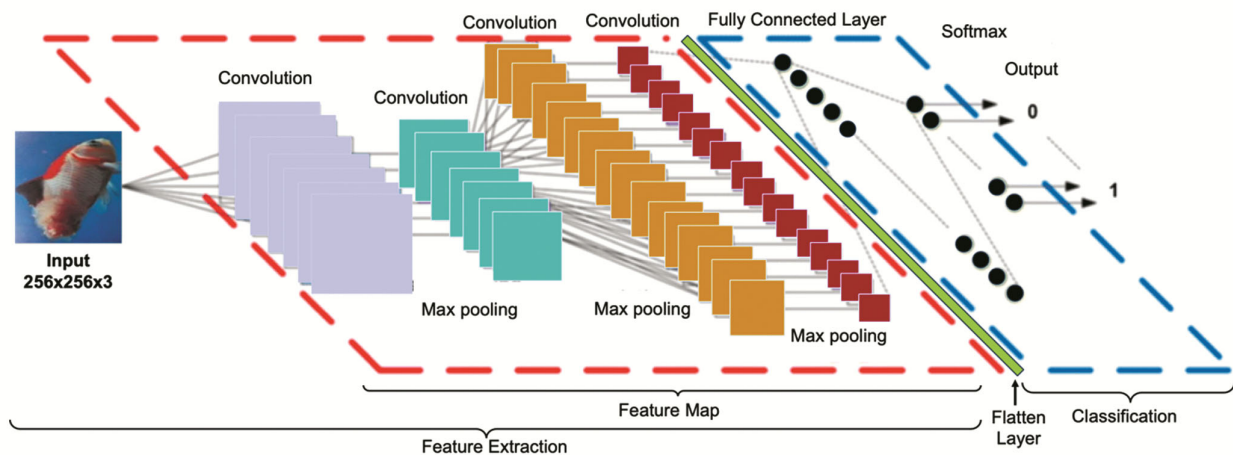 Convolution
Convolution
Convolution
Convolution
Fully Connected Layer
Softmax
Output
0
1
Input
256x256x3
Max pooling
Max pooling
Max pooling
Feature Map
Feature Extraction
Flatten
Layer
Classification